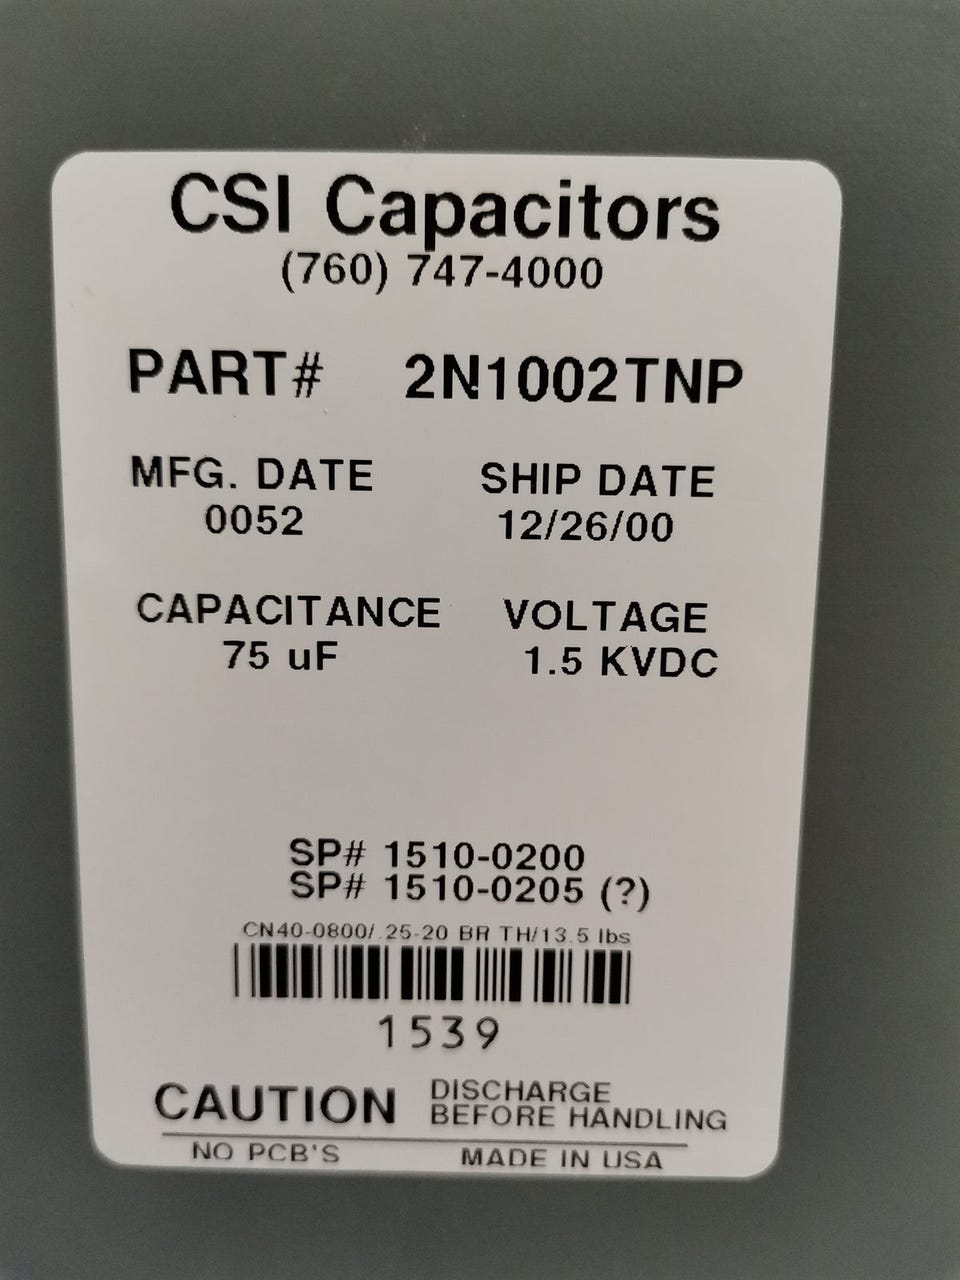 CSI Capacitors
(760) 747-4000
PART# 2N1002TNP
MFG. DATE SHIP DATE
0052 12/26/00
CAPACITANCE VOLTAGE
75 uF 1.5 KVDC
SP# 1510-0200
SP# 1510-0205 (?)
CN40-0800/.25-20 BR TH/13.5 lbs
1539
CAUTION DISCHARGE
BEFORE HANDLING
NO PCB'S MADE IN USA